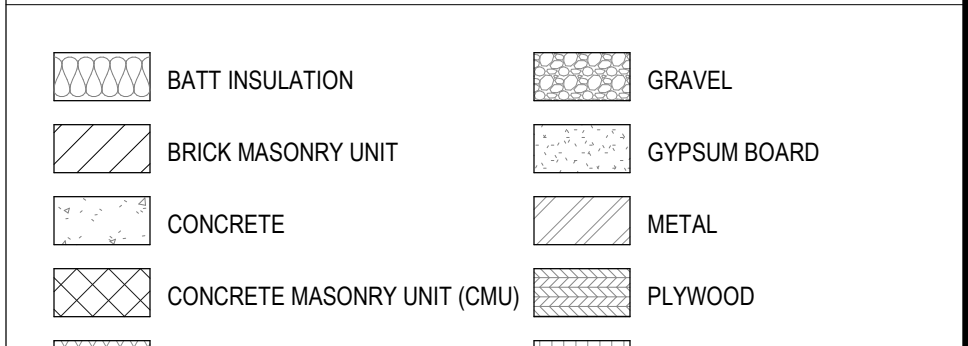 BATT INSULATION
GRAVEL
BRICK MASONRY UNIT
GYPSUM BOARD
CONCRETE
METAL
CONCRETE MASONRY UNIT (CMU)
PLYWOOD